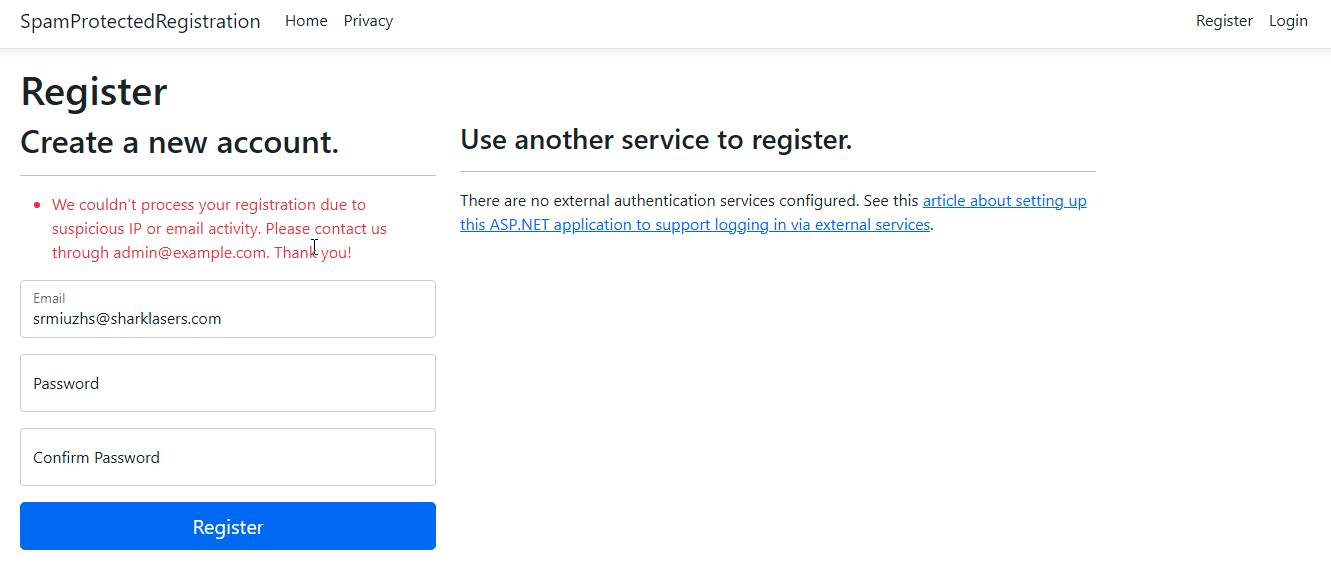 SpamProtectedRegistration Home Privacy Register Login
Register
Create a new account.
We couldn't process your registration due to
suspicious IP or email activity. Please contact us
through admin@example.com. Thank you!
Email
srmiuzhs@sharklasers.com
Password
Confirm Password
Register
Use another service to register.
There are no external authentication services configured. See this article about setting up
this ASP.NET application to support logging in via external services.